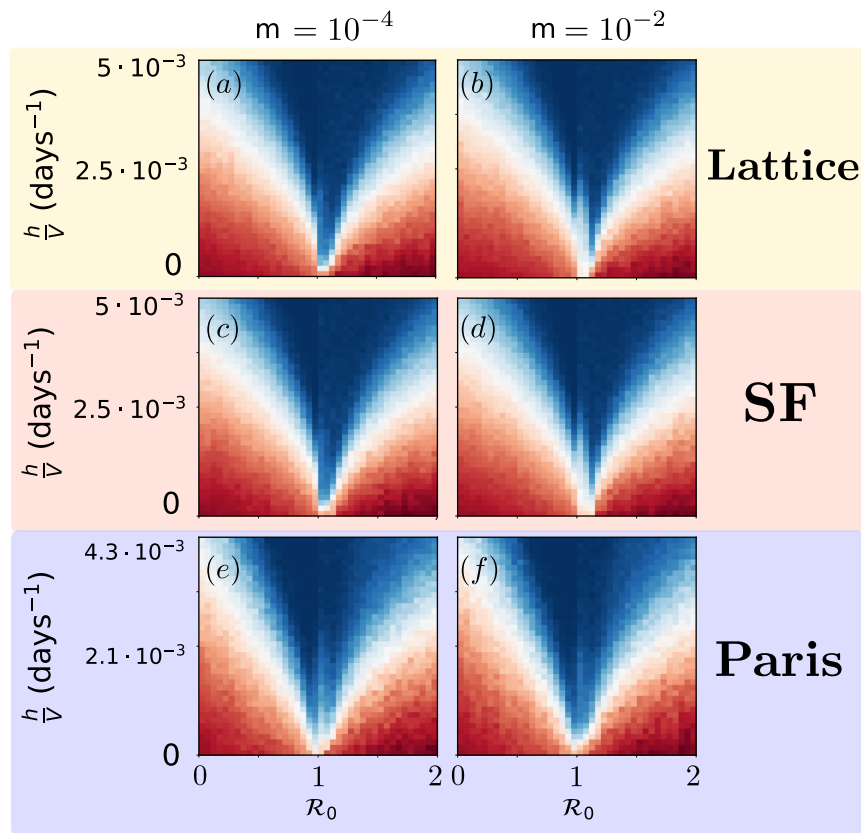 m = 10⁻⁴ m = 10⁻²
5 · 10⁻³ (a) (b)
h/V (days⁻¹) 2.5 · 10⁻³ Lattice
0
5 · 10⁻³ (c) (d)
h/V (days⁻¹) 2.5 · 10⁻³ SF
0
4.3 · 10⁻³ (e) (f)
h/V (days⁻¹) 2.1 · 10⁻³ Paris
0
0 1 2 0 1 2
ℛ₀ ℛ₀